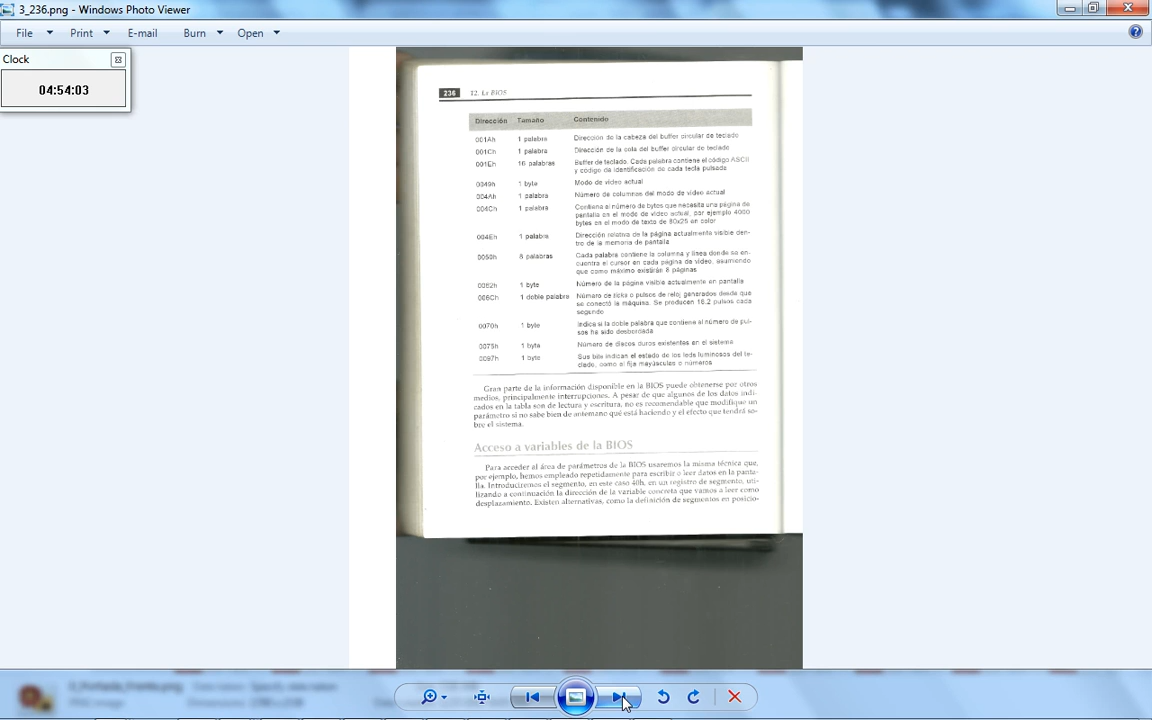 3_236.png - Windows Photo Viewer
File Print E-mail Burn Open
Clock
04:54:03
236 12. La BIOS
Dirección Tamaño Contenido
001Ah 1 palabra Dirección de la cabeza del buffer circular de teclado
001Ch 1 palabra Dirección de la cola del buffer circular de teclado
001Eh 16 palabras Buffer de teclado. Cada palabra contiene el código ASCII
y código de identificación de cada tecla pulsada
0049h 1 byte Modo de vídeo actual
004Ah 1 palabra Número de columnas del modo de vídeo actual
004Ch 1 palabra Contiene el número de bytes que necesita una página de
pantalla en el modo de vídeo actual, por ejemplo 4000
bytes en el modo de texto de 80x25 en color
004Eh 1 palabra Dirección relativa de la página actualmente visible den-
tro de la memoria de pantalla
0050h 8 palabras Cada palabra contiene la columna y línea donde se en-
cuentra el cursor en cada página de vídeo, asumiendo
que como máximo existirán 8 páginas
0062h 1 byte Número de la página visible actualmente en pantalla
006Ch 1 doble palabra Número de ticks o pulsos de reloj generados desde que
se conectó la máquina. Se producen 18.2 pulsos cada
segundo
0070h 1 byte Indica si la doble palabra que contiene el número de pul-
sos ha sido desbordada
0075h 1 byte Número de discos duros existentes en el sistema
0097h 1 byte Sus bits indican el estado de los leds luminosos del te-
clado, como el fija mayúsculas o números
Gran parte de la información disponible en la BIOS puede obtenerse por otros
medios, principalmente interrupciones. A pesar de que algunos de los datos indi-
cados en la tabla son de lectura y escritura, no es recomendable que modifique un
parámetro si no sabe bien de antemano qué está haciendo y el efecto que tendrá so-
bre el sistema.
Acceso a variables de la BIOS
Para acceder al área de parámetros de la BIOS usaremos la misma técnica que,
por ejemplo, hemos empleado repetidamente para escribir o leer datos en la panta-
lla. Introduciremos el segmento, en este caso 40h, en un registro de segmento, uti-
lizando a continuación la dirección de la variable concreta que vamos a leer como
desplazamiento. Existen alternativas, como la definición de segmentos en posicio-